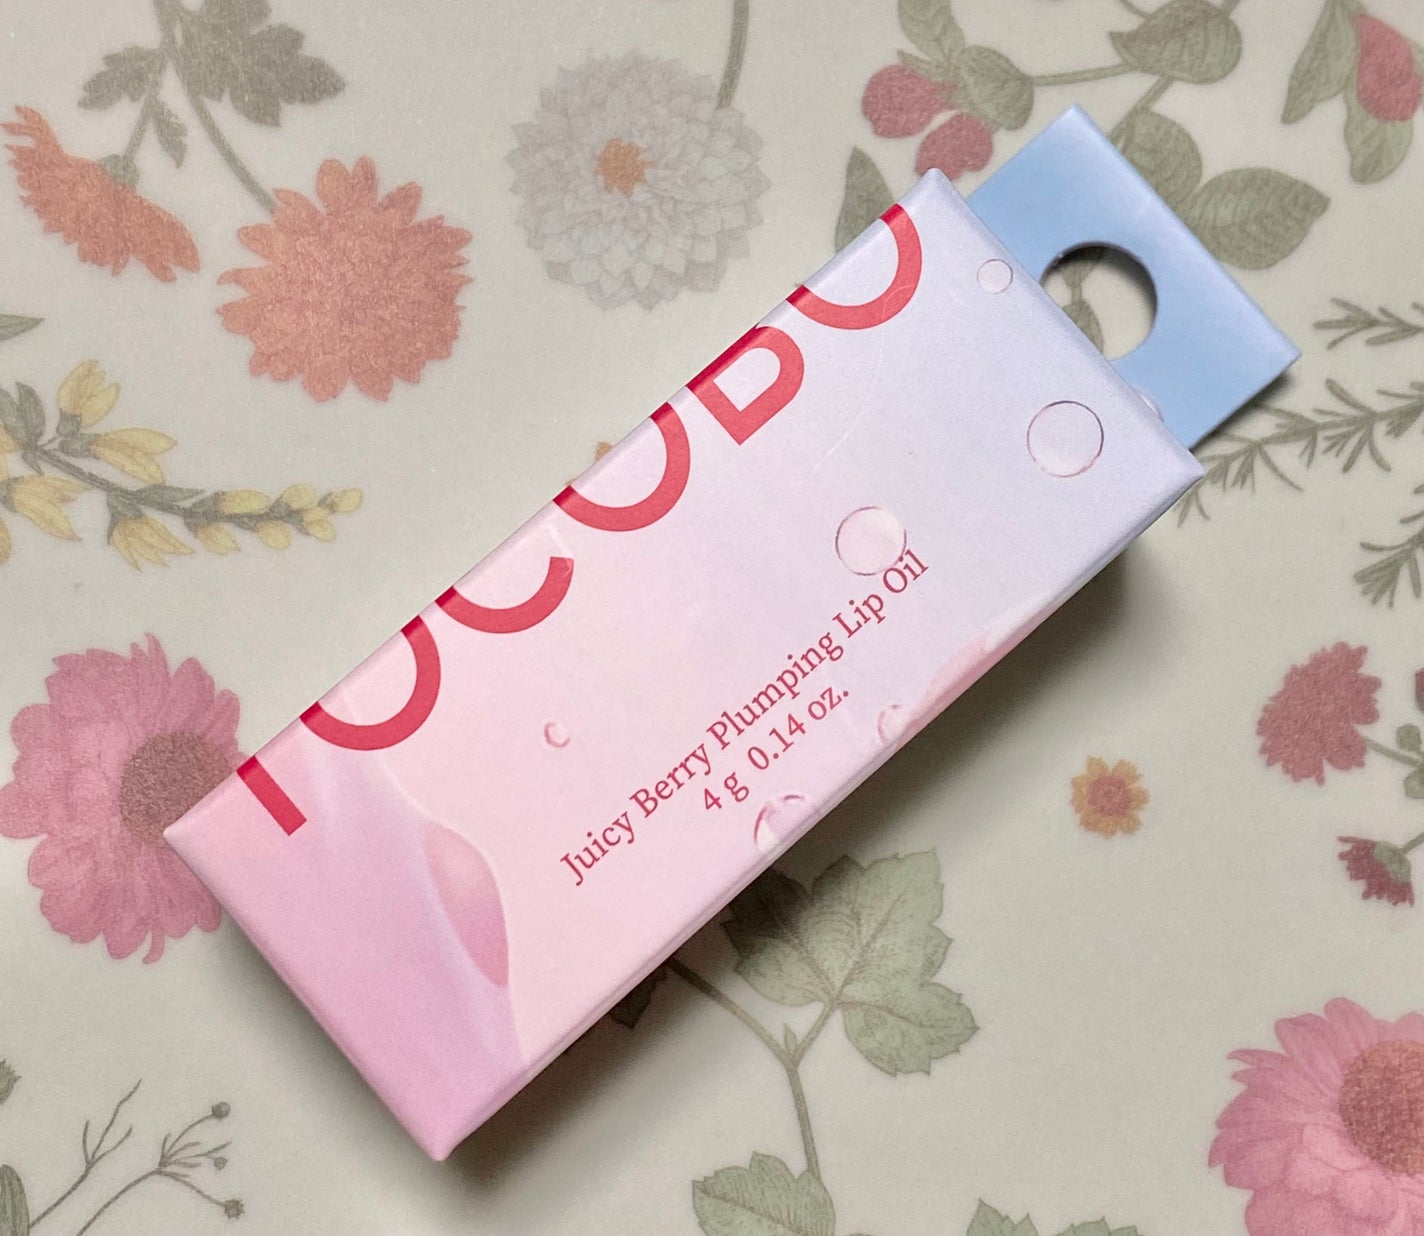 TOCOBO
Juicy Berry Plumping Lip Oil
4 g 0.14 oz.